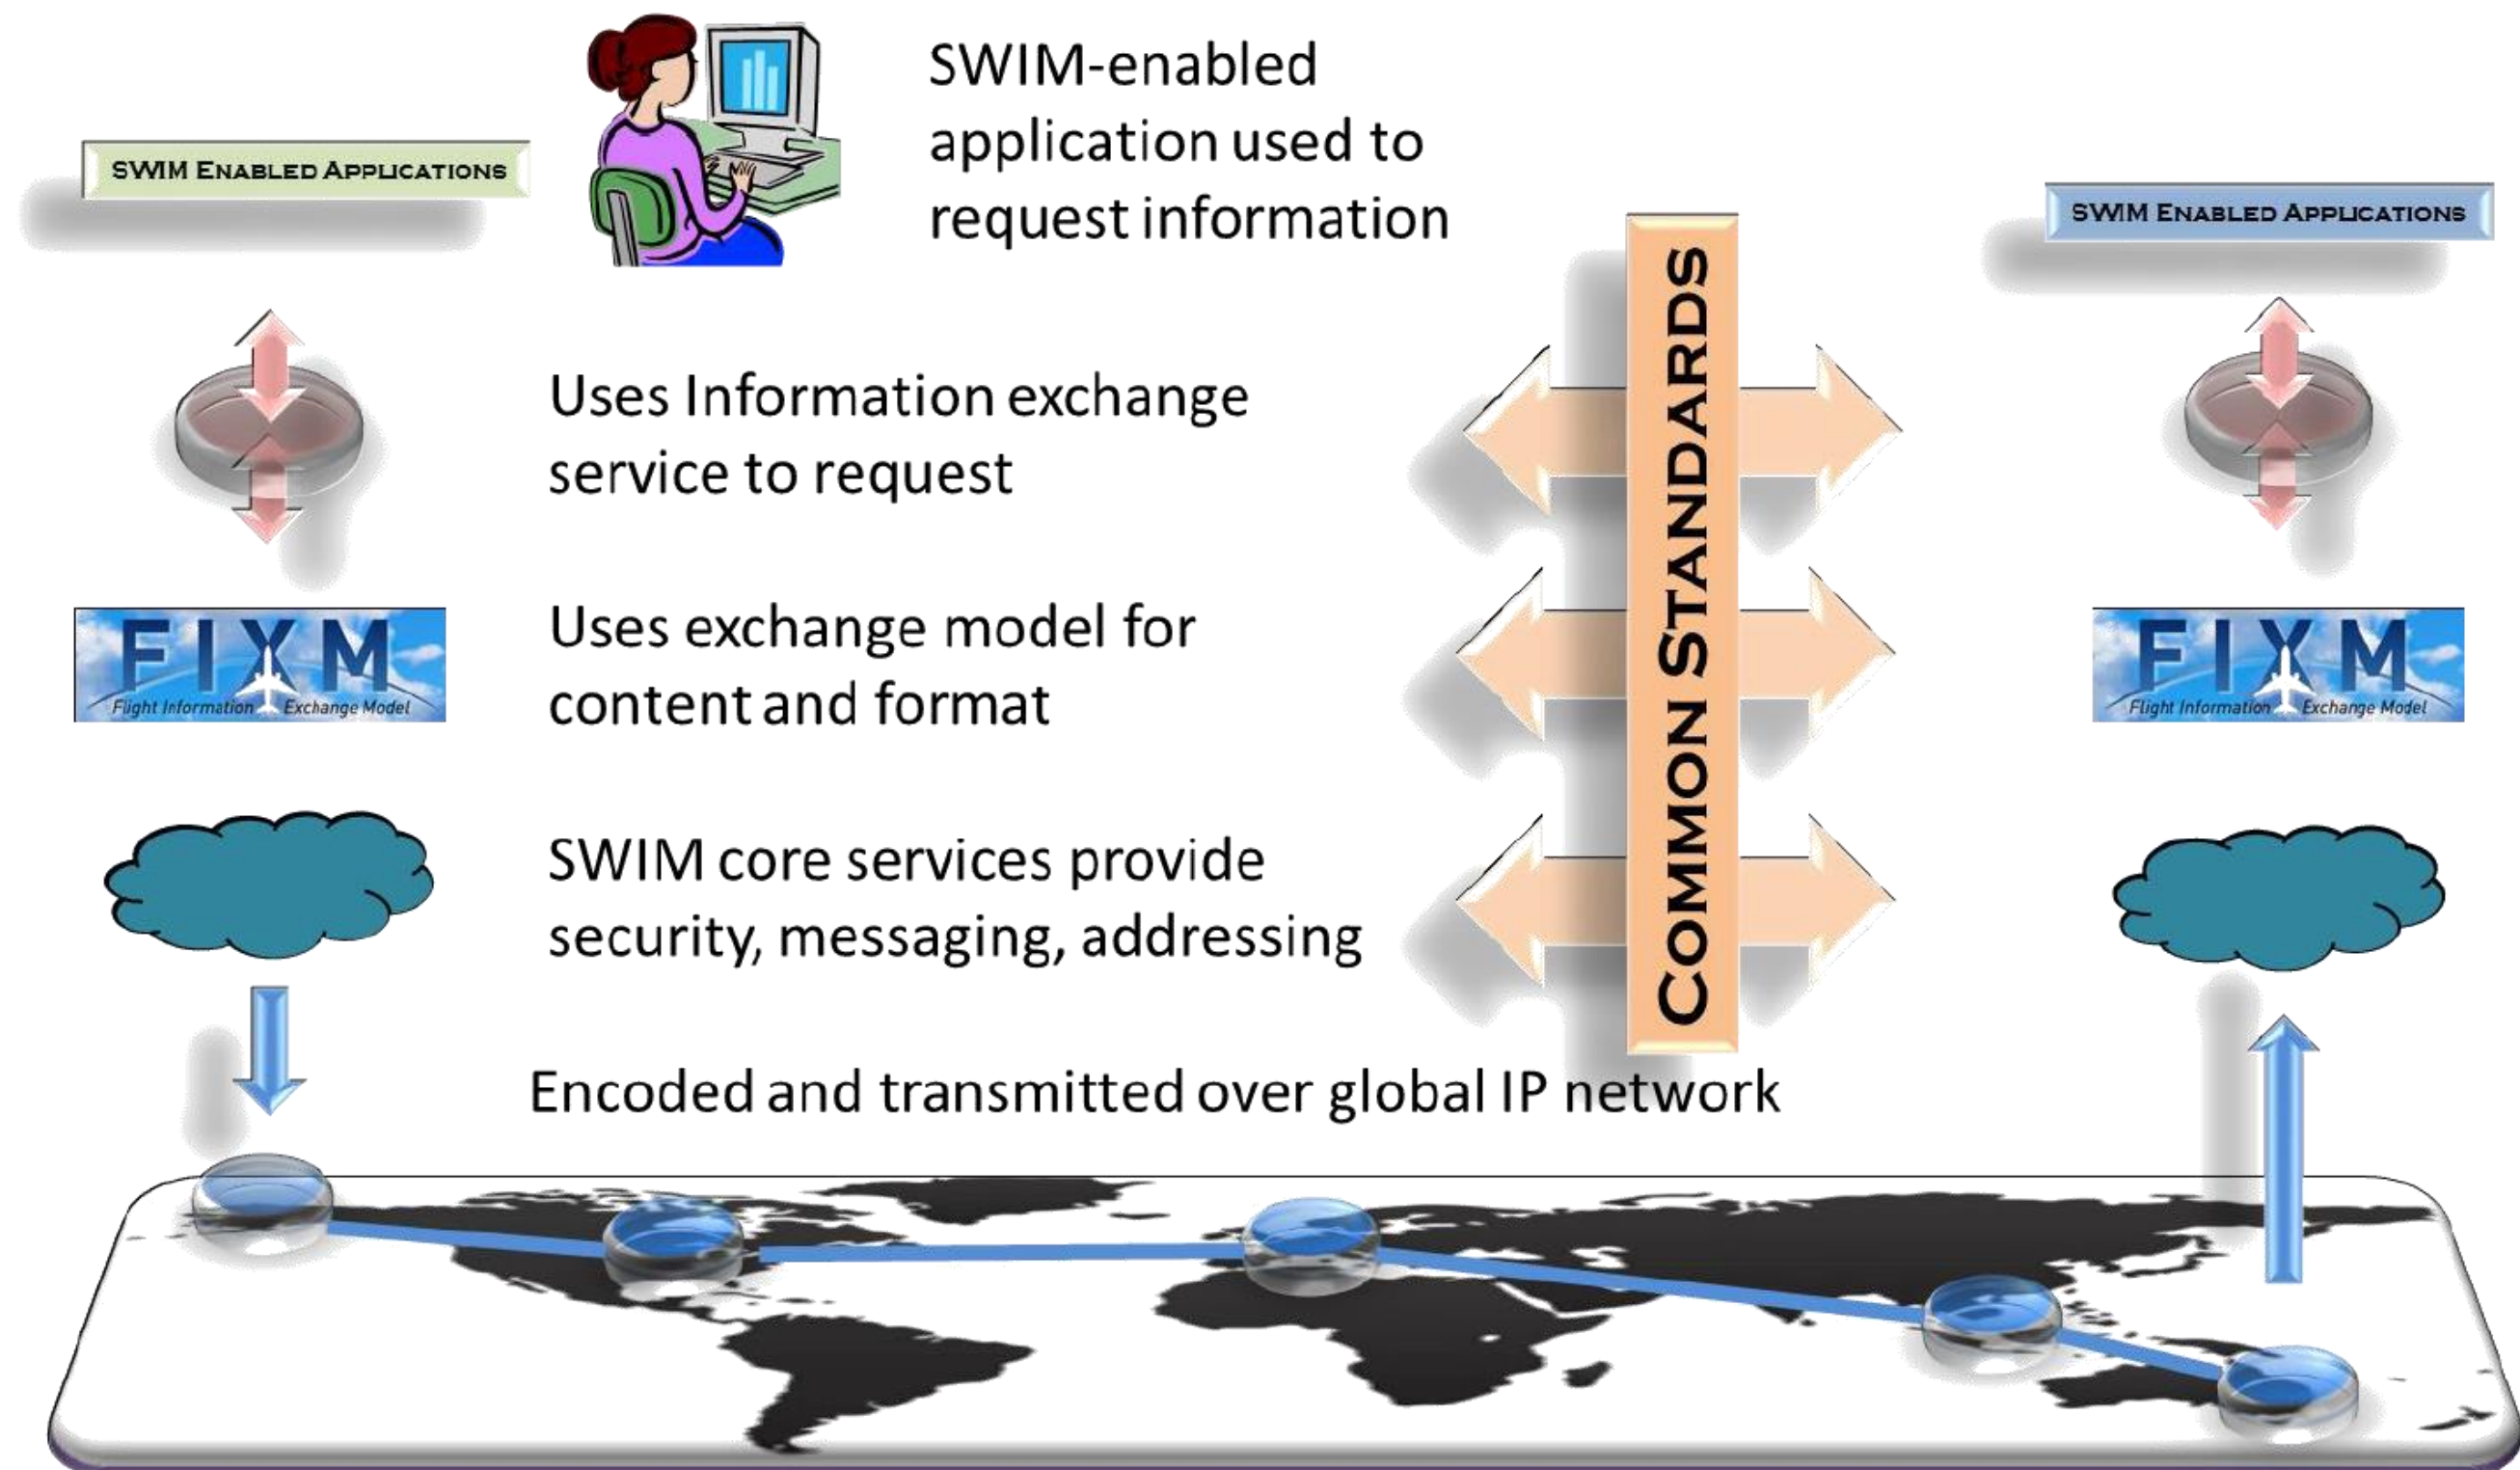 SWIM-enabled
application used to
request information
SWIM ENABLED APPLICATIONS
SWIM ENABLED APPLICATIONS
COMMON STANDARDS
Uses Information exchange
service to request
FIXM
Flight Information Exchange Model
Uses exchange model for
content and format
FIXM
Flight Information Exchange Model
SWIM core services provide
security, messaging, addressing
Encoded and transmitted over global IP network